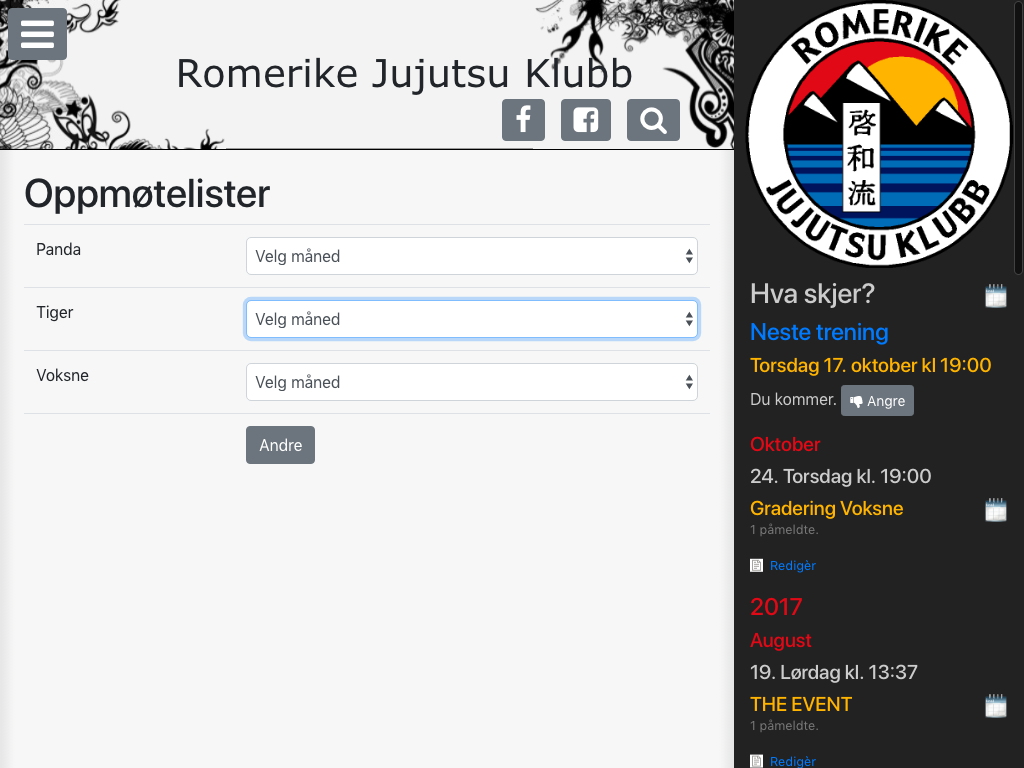 Romerike Jujutsu Klubb
Oppmøtelister
Panda
Velg måned
Tiger
Velg måned
Voksne
Velg måned
Andre
ROMERIKE
啓和流
JUJUTSU KLUBB
Hva skjer?
Neste trening
Torsdag 17. oktober kl 19:00
Du kommer. Angre
Oktober
24. Torsdag kl. 19:00
Gradering Voksne
1 påmeldte.
Redigèr
2017
August
19. Lørdag kl. 13:37
THE EVENT
1 påmeldte.
Redigèr